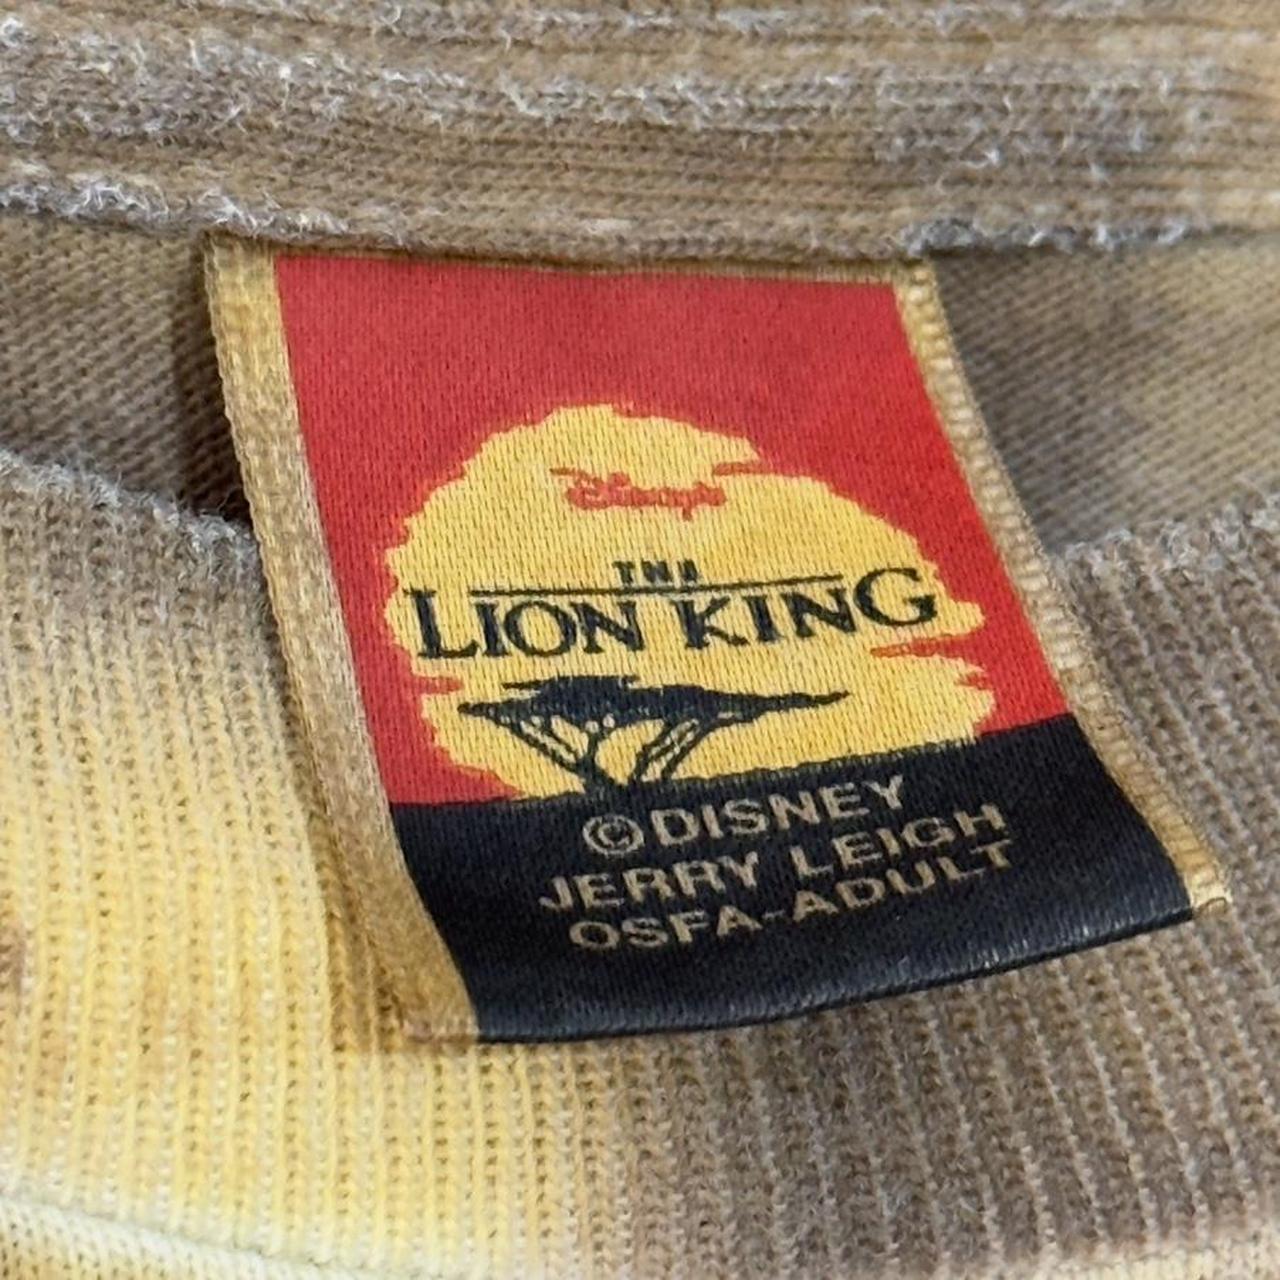 Disney's
THE
LION KING
©DISNEY
JERRY LEIGH
OSFA-ADULT